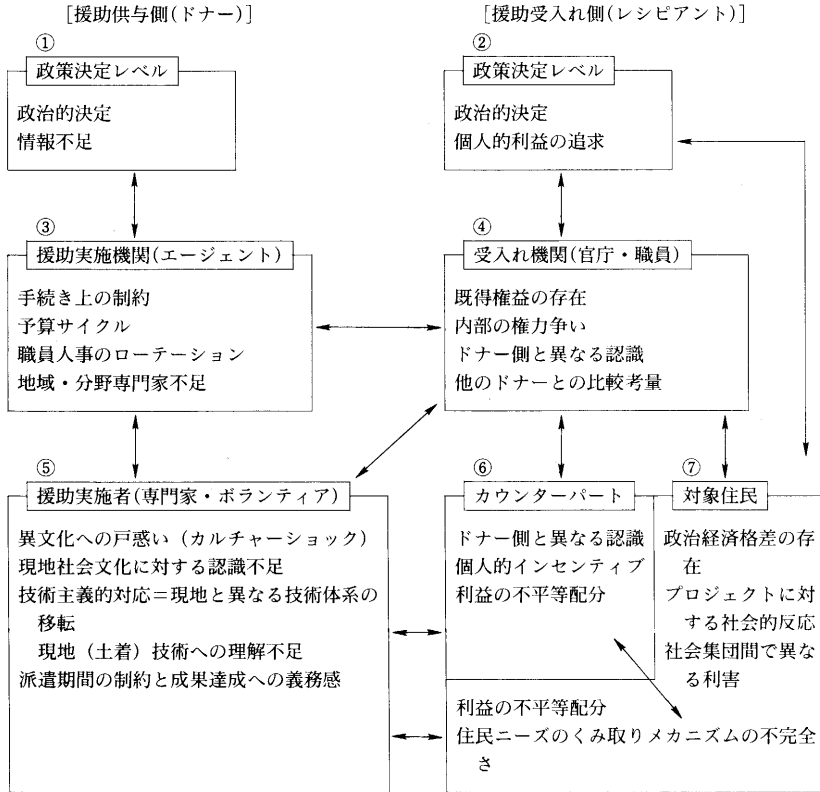 [援助供与側(ドナー)]
[援助受入れ側(レシピアント)]
①
政策決定レベル
政治的決定
情報不足
②
政策決定レベル
政治的決定
個人的利益の追求
③
援助実施機関(エージェント)
手続き上の制約
予算サイクル
職員人事のローテーション
地域・分野専門家不足
④
受入れ機関(官庁・職員)
既得権益の存在
内部の権力争い
ドナー側と異なる認識
他のドナーとの比較考量
⑤
援助実施者(専門家・ボランティア)
異文化への戸惑い(カルチャーショック)
現地社会文化に対する認識不足
技術主義的対応=現地と異なる技術体系の
移転
現地(土着)技術への理解不足
派遣期間の制約と成果達成への義務感
⑥
カウンターパート
ドナー側と異なる認識
個人的インセンティブ
利益の不平等配分
⑦
対象住民
政治経済格差の存
在
プロジェクトに対
する社会的反応
社会集団間で異な
る利害
利益の不平等配分
住民ニーズのくみ取りメカニズムの不完全
さ